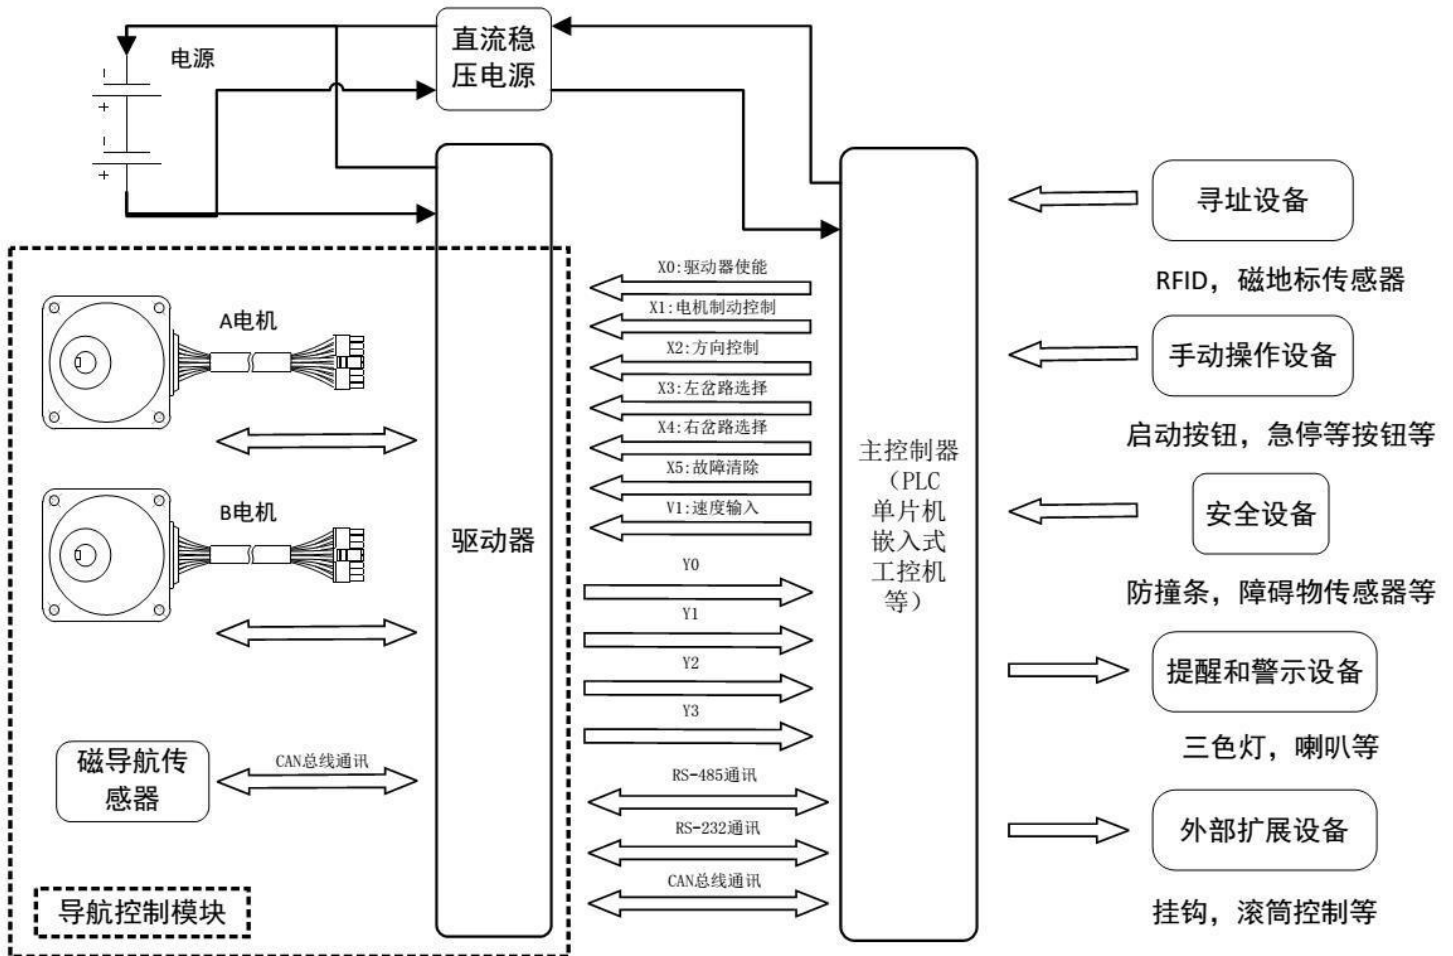 直流稳
压电源
电源
-
+
-
+
A电机
B电机
磁导航传
感器
CAN总线通讯
导航控制模块
驱动器
X0:驱动器使能
X1:电机制动控制
X2:方向控制
X3:左岔路选择
X4:右岔路选择
X5:故障清除
V1:速度输入
Y0
Y1
Y2
Y3
RS-485通讯
RS-232通讯
CAN总线通讯
主控制器
（PLC
单片机
嵌入式
工控机
等）
寻址设备
RFID，磁地标传感器
手动操作设备
启动按钮，急停等按钮等
安全设备
防撞条，障碍物传感器等
提醒和警示设备
三色灯，喇叭等
外部扩展设备
挂钩，滚筒控制等